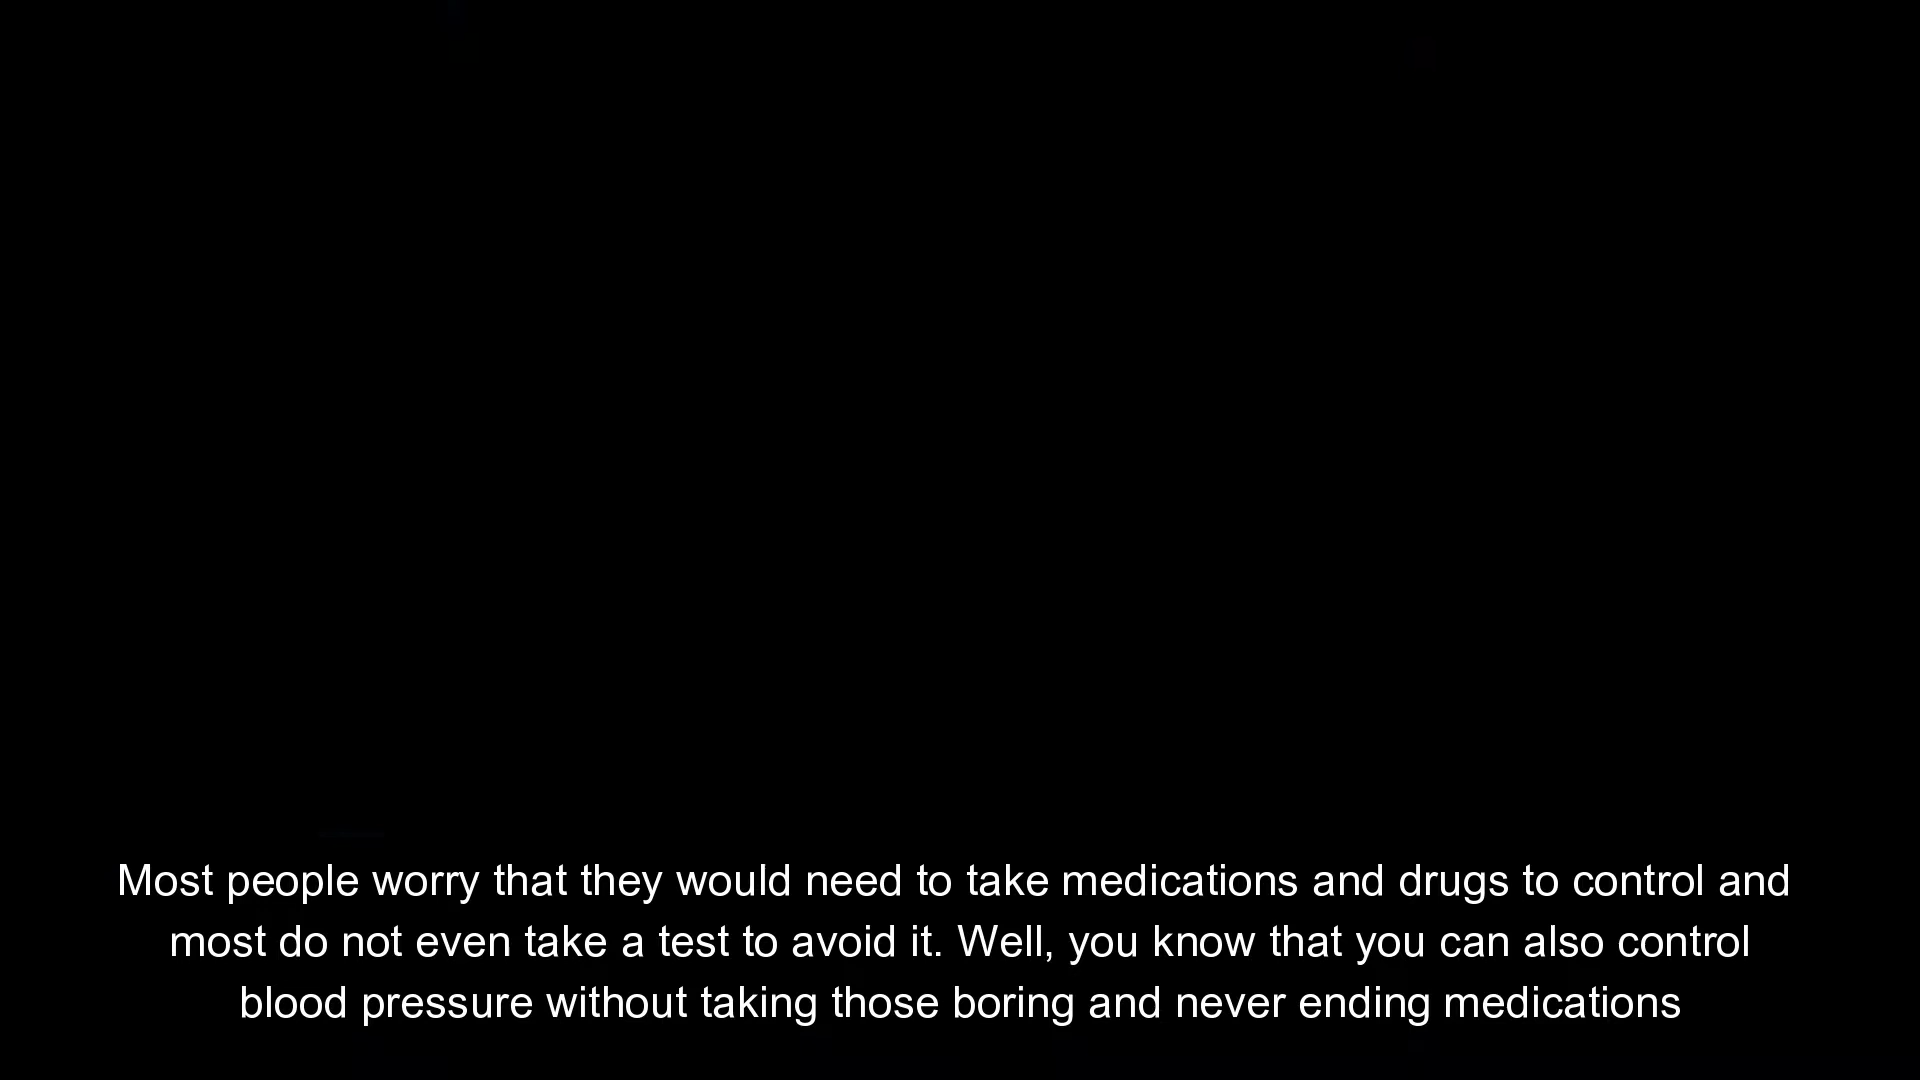 Most people worry that they would need to take medications and drugs to control and
most do not even take a test to avoid it. Well, you know that you can also control
blood pressure without taking those boring and never ending medications